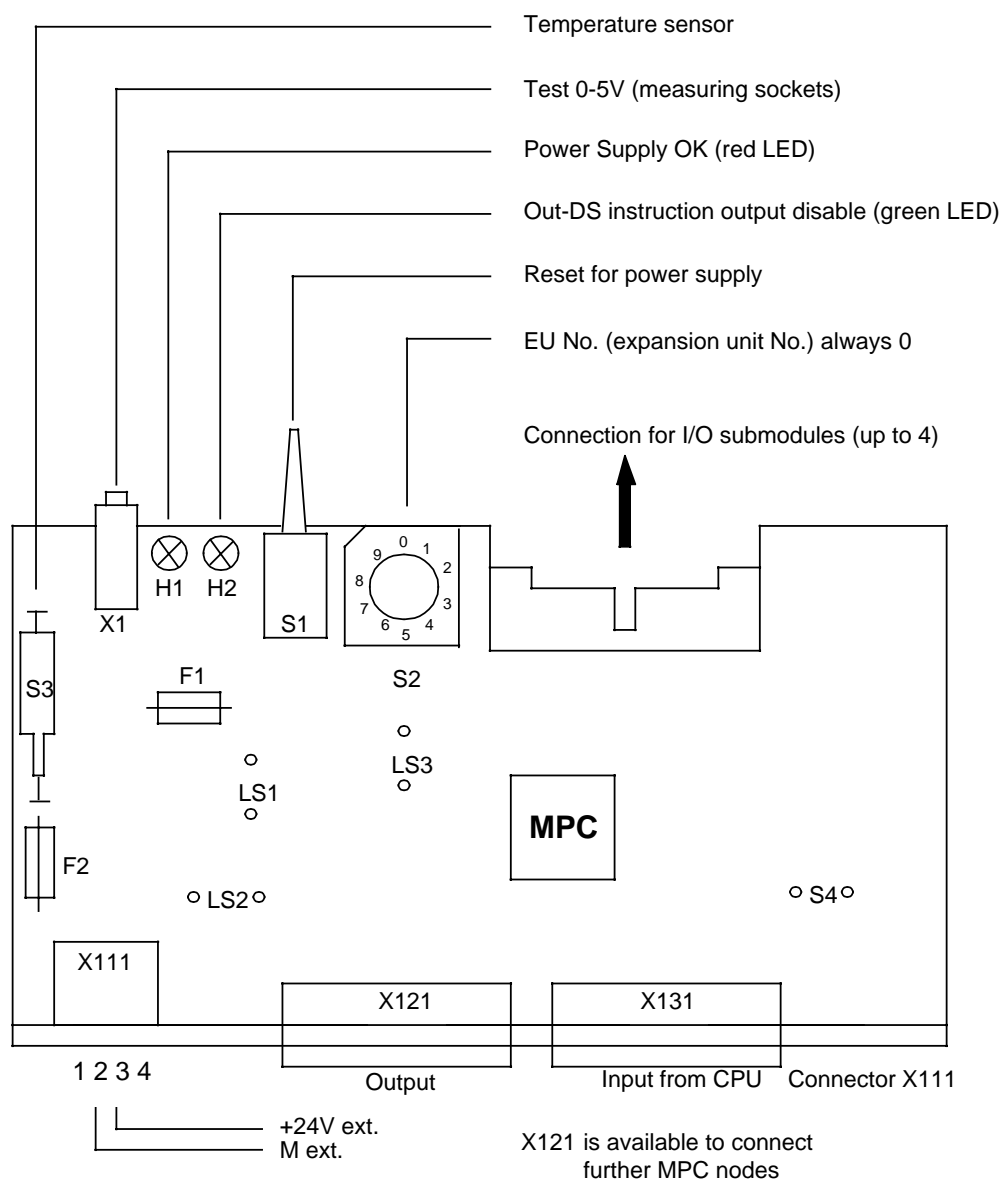 Temperature sensor
Test 0-5V (measuring sockets)
Power Supply OK (red LED)
Out-DS instruction output disable (green LED)
Reset for power supply
EU No. (expansion unit No.) always 0
Connection for I/O submodules (up to 4)
0
1
2
3
4
5
6
7
8
9
H1
H2
X1
S1
S3
F1
S2
LS3
LS1
MPC
F2
LS2
S4
X111
X121
X131
1 2 3 4
Output
Input from CPU
Connector X111
+24V ext.
M ext.
X121 is available to connect
further MPC nodes